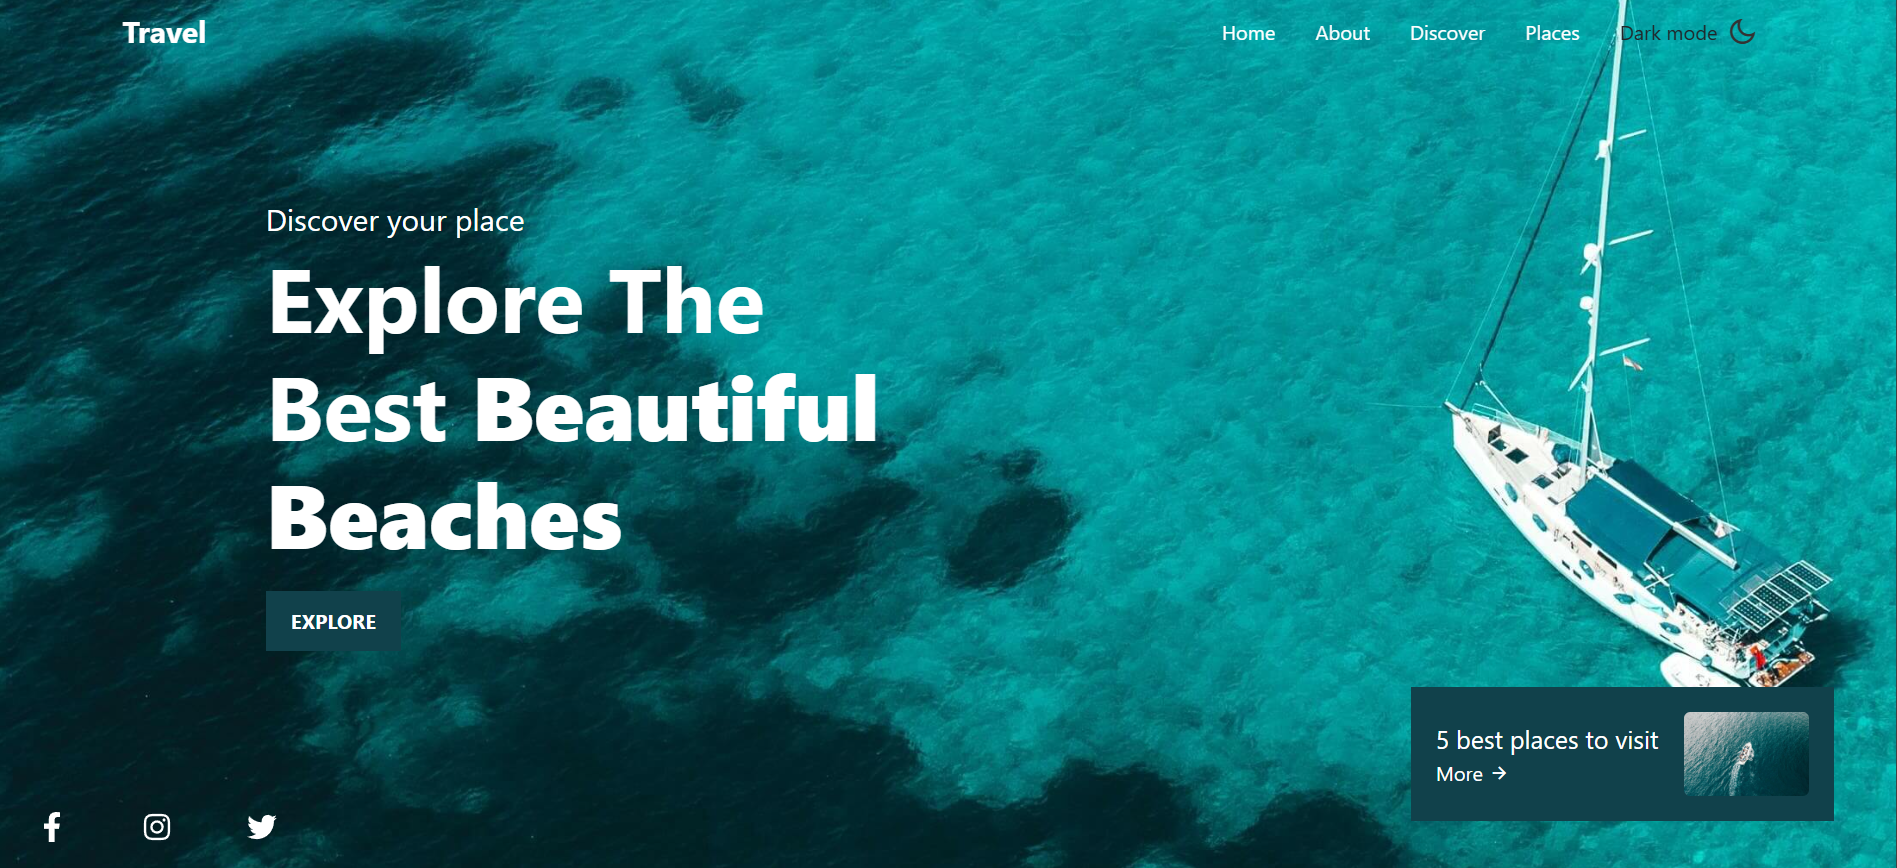 Travel
Home
About
Discover
Places
Dark mode
Discover your place
Explore The
Best Beautiful
Beaches
EXPLORE
5 best places to visit
More